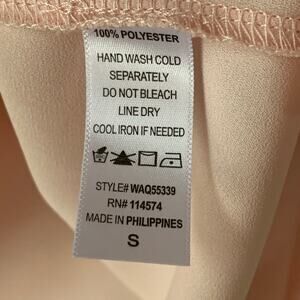 100% POLYESTER
HAND WASH COLD
SEPARATELY
DO NOT BLEACH
LINE DRY
COOL IRON IF NEEDED
STYLE# WAQ55339
RN# 114574
MADE IN PHILIPPINES
S